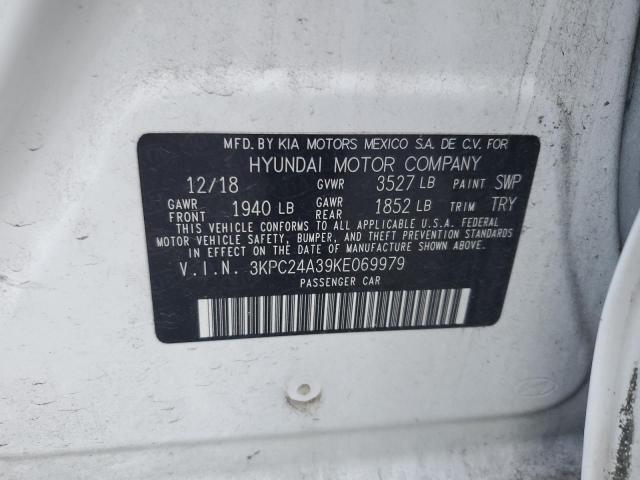 MFD. BY KIA MOTORS MEXICO S.A. DE C.V. FOR
HYUNDAI MOTOR COMPANY
12/18 GVWR 3527 LB PAINT SWP
GAWR FRONT 1940 LB GAWR REAR 1852 LB TRIM TRY
THIS VEHICLE CONFORMS TO ALL APPLICABLE U.S.A. FEDERAL
MOTOR VEHICLE SAFETY, BUMPER, AND THEFT PREVENTION STANDARDS
IN EFFECT ON THE DATE OF MANUFACTURE SHOWN ABOVE.
V.I.N. 3KPC24A39KE069979
PASSENGER CAR